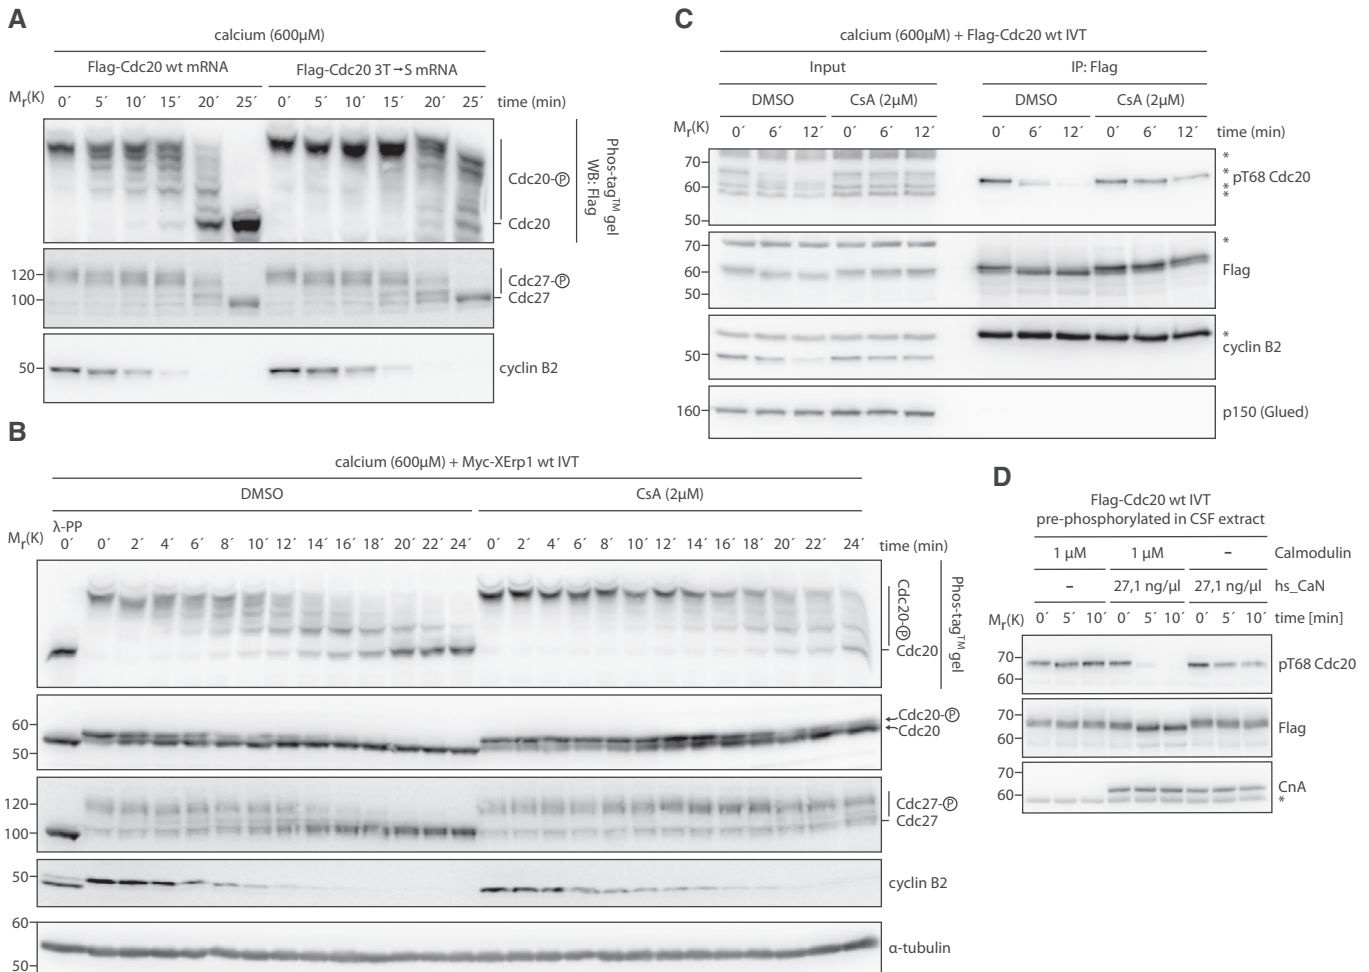 A
calcium (600µM)
Flag-Cdc20 wt mRNA Flag-Cdc20 3T→S mRNA
Mr(K) 0´ 5´ 10´ 15´ 20´ 25´ 0´ 5´ 10´ 15´ 20´ 25´ time (min)
Cdc20-Ⓟ
Cdc20
Phos-tag™ gel
WB: Flag
120
100
Cdc27-Ⓟ
Cdc27
50
cyclin B2
B
calcium (600µM) + Myc-XErp1 wt IVT
DMSO CsA (2µM)
λ-PP
Mr(K) 0´ 0´ 2´ 4´ 6´ 8´ 10´ 12´ 14´ 16´ 18´ 20´ 22´ 24´ 0´ 2´ 4´ 6´ 8´ 10´ 12´ 14´ 16´ 18´ 20´ 22´ 24´ time (min)
Cdc20-Ⓟ
Cdc20
Phos-tag™ gel
60
50
Cdc20-Ⓟ
Cdc20
120
100
Cdc27-Ⓟ
Cdc27
50
cyclin B2
60
50
α-tubulin
C
calcium (600µM) + Flag-Cdc20 wt IVT
Input IP: Flag
DMSO CsA (2µM) DMSO CsA (2µM)
Mr(K) 0´ 6´ 12´ 0´ 6´ 12´ 0´ 6´ 12´ 0´ 6´ 12´ time (min)
70
60
50
*
*
pT68 Cdc20
*
*
70
60
50
*
Flag
50
*
cyclin B2
160
p150 (Glued)
D
Flag-Cdc20 wt IVT
pre-phosphorylated in CSF extract
1 µM 1 µM – Calmodulin
– 27,1 ng/µl 27,1 ng/µl hs_CaN
Mr(K) 0´ 5´ 10´ 0´ 5´ 10´ 0´ 5´ 10´ time [min]
70
60
pT68 Cdc20
70
60
Flag
70
60
CnA
*